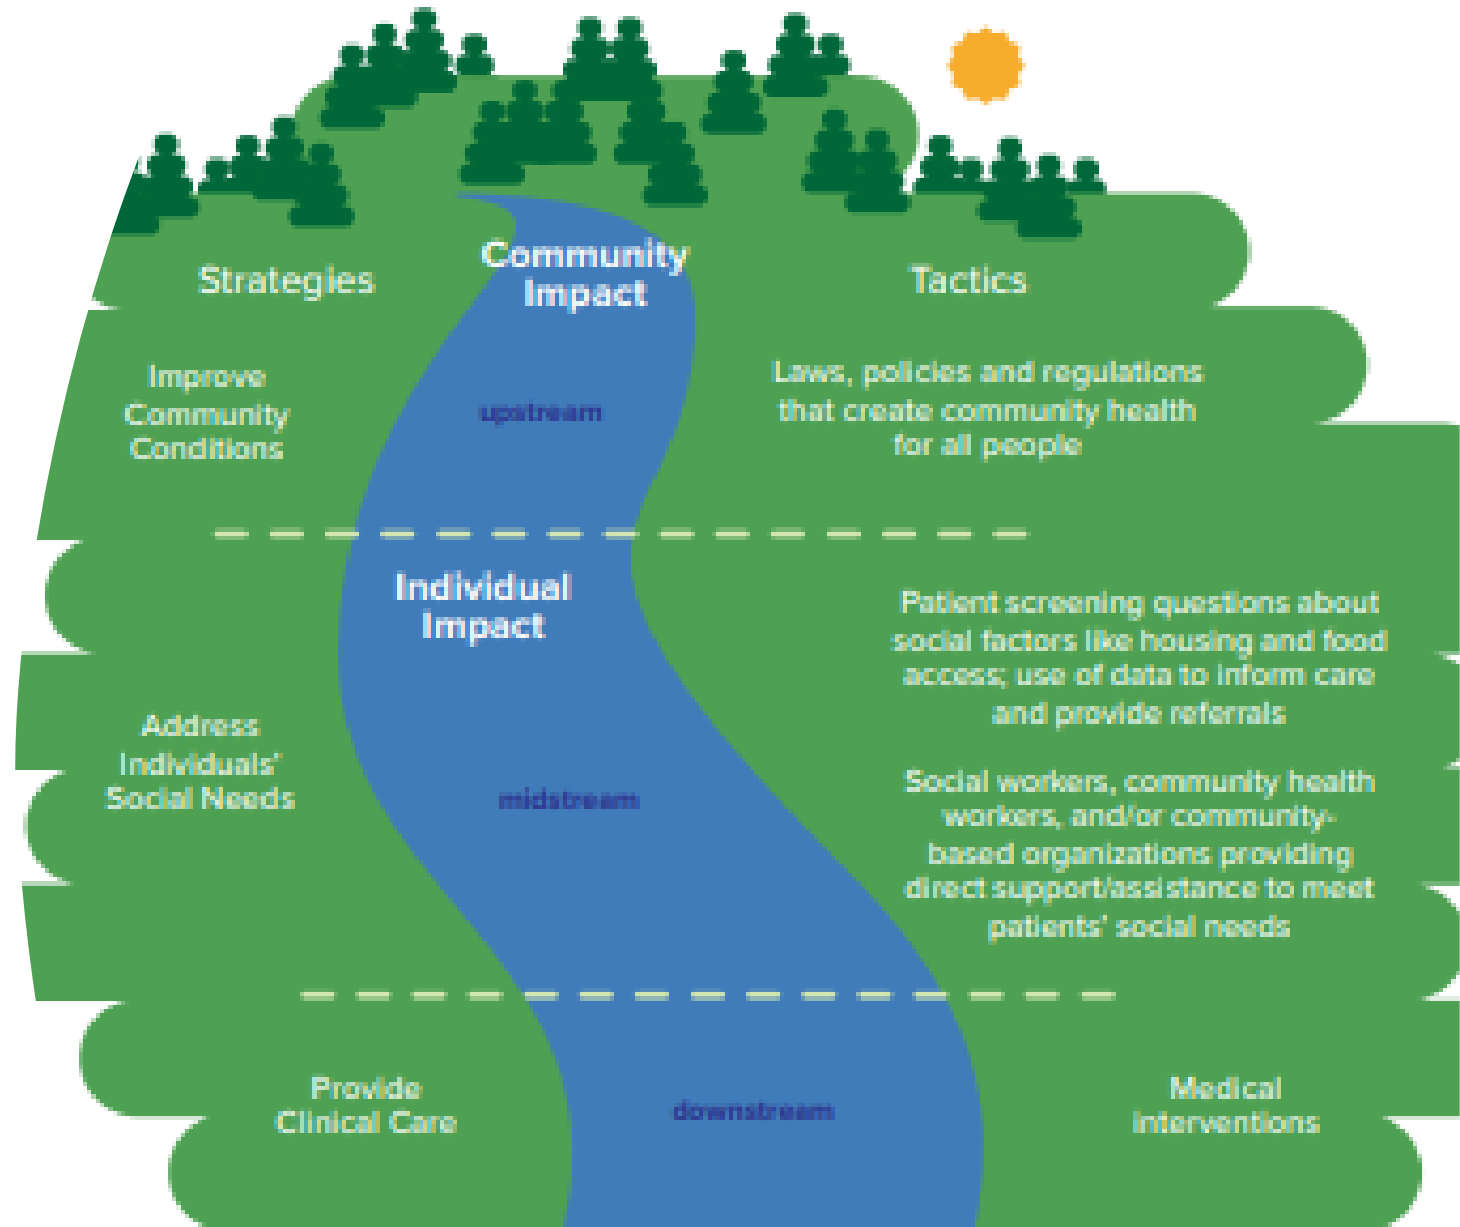 Strategies
Community
Impact
Tactics
Improve
Community
Conditions
upstream
Laws, policies and regulations
that create community health
for all people
Individual
Impact
Address
Individuals'
Social Needs
midstream
Patient screening questions about
social factors like housing and food
access; use of data to inform care
and provide referrals
Social workers, community health
workers, and/or community-
based organizations providing
direct support/assistance to meet
patients' social needs
Provide
Clinical Care
downstream
Medical
Interventions